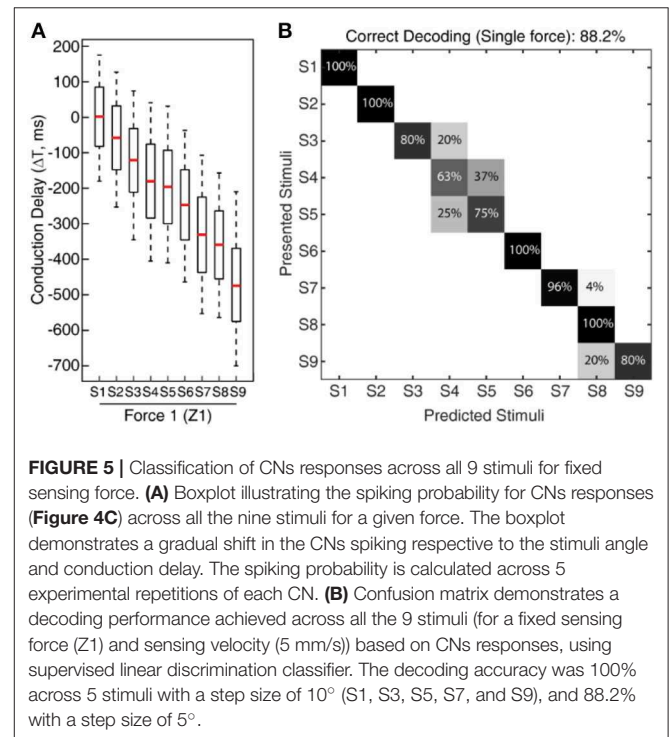 A
200
100
0
-100
-200
-300
-400
-500
-600
-700
Conduction Delay (ΔT, ms)
S1 S2 S3 S4 S5 S6 S7 S8 S9
Force 1 (Z1)
B
Correct Decoding (Single force): 88.2%
S1
S2
S3
S4
S5
S6
S7
S8
S9
Presented Stimuli
100%
100%
80% 20%
63% 37%
25% 75%
100%
96% 4%
100%
20% 80%
S1 S2 S3 S4 S5 S6 S7 S8 S9
Predicted Stimuli
FIGURE 5 | Classification of CNs responses across all 9 stimuli for fixed
sensing force. (A) Boxplot illustrating the spiking probability for CNs responses
(Figure 4C) across all the nine stimuli for a given force. The boxplot
demonstrates a gradual shift in the CNs spiking respective to the stimuli angle
and conduction delay. The spiking probability is calculated across 5
experimental repetitions of each CN. (B) Confusion matrix demonstrates a
decoding performance achieved across all the 9 stimuli (for a fixed sensing
force (Z1) and sensing velocity (5 mm/s)) based on CNs responses, using
supervised linear discrimination classifier. The decoding accuracy was 100%
across 5 stimuli with a step size of 10° (S1, S3, S5, S7, and S9), and 88.2%
with a step size of 5°.